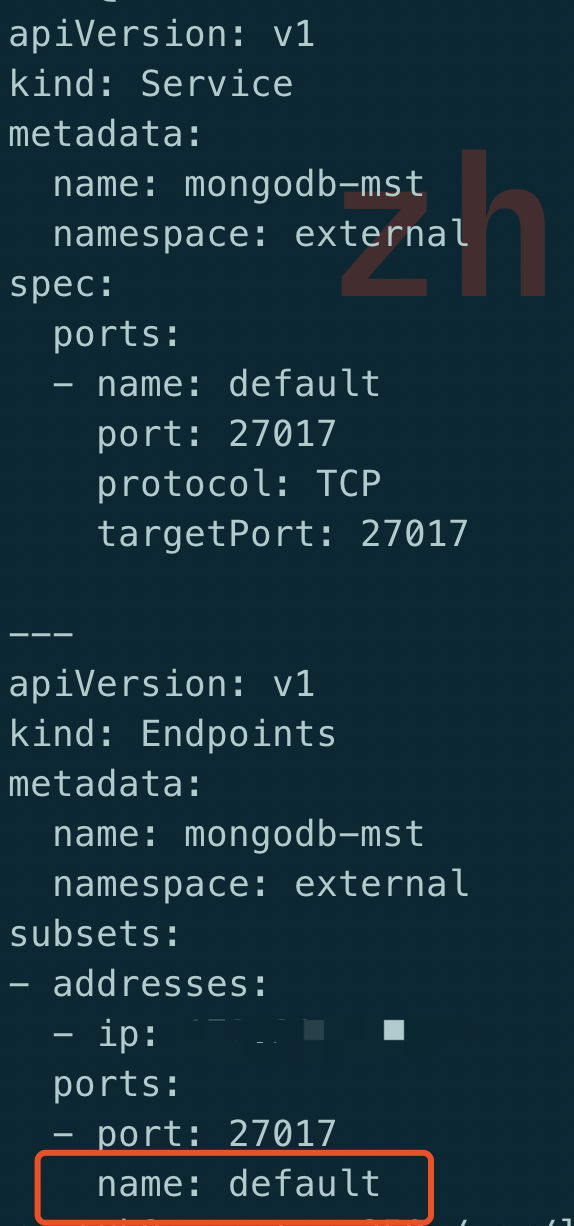 apiVersion: v1
kind: Service
metadata:
  name: mongodb-mst
  namespace: external
spec:
  ports:
  - name: default
    port: 27017
    protocol: TCP
    targetPort: 27017
---
apiVersion: v1
kind: Endpoints
metadata:
  name: mongodb-mst
  namespace: external
subsets:
- addresses:
  - ip:
  ports:
  - port: 27017
    name: default
zh